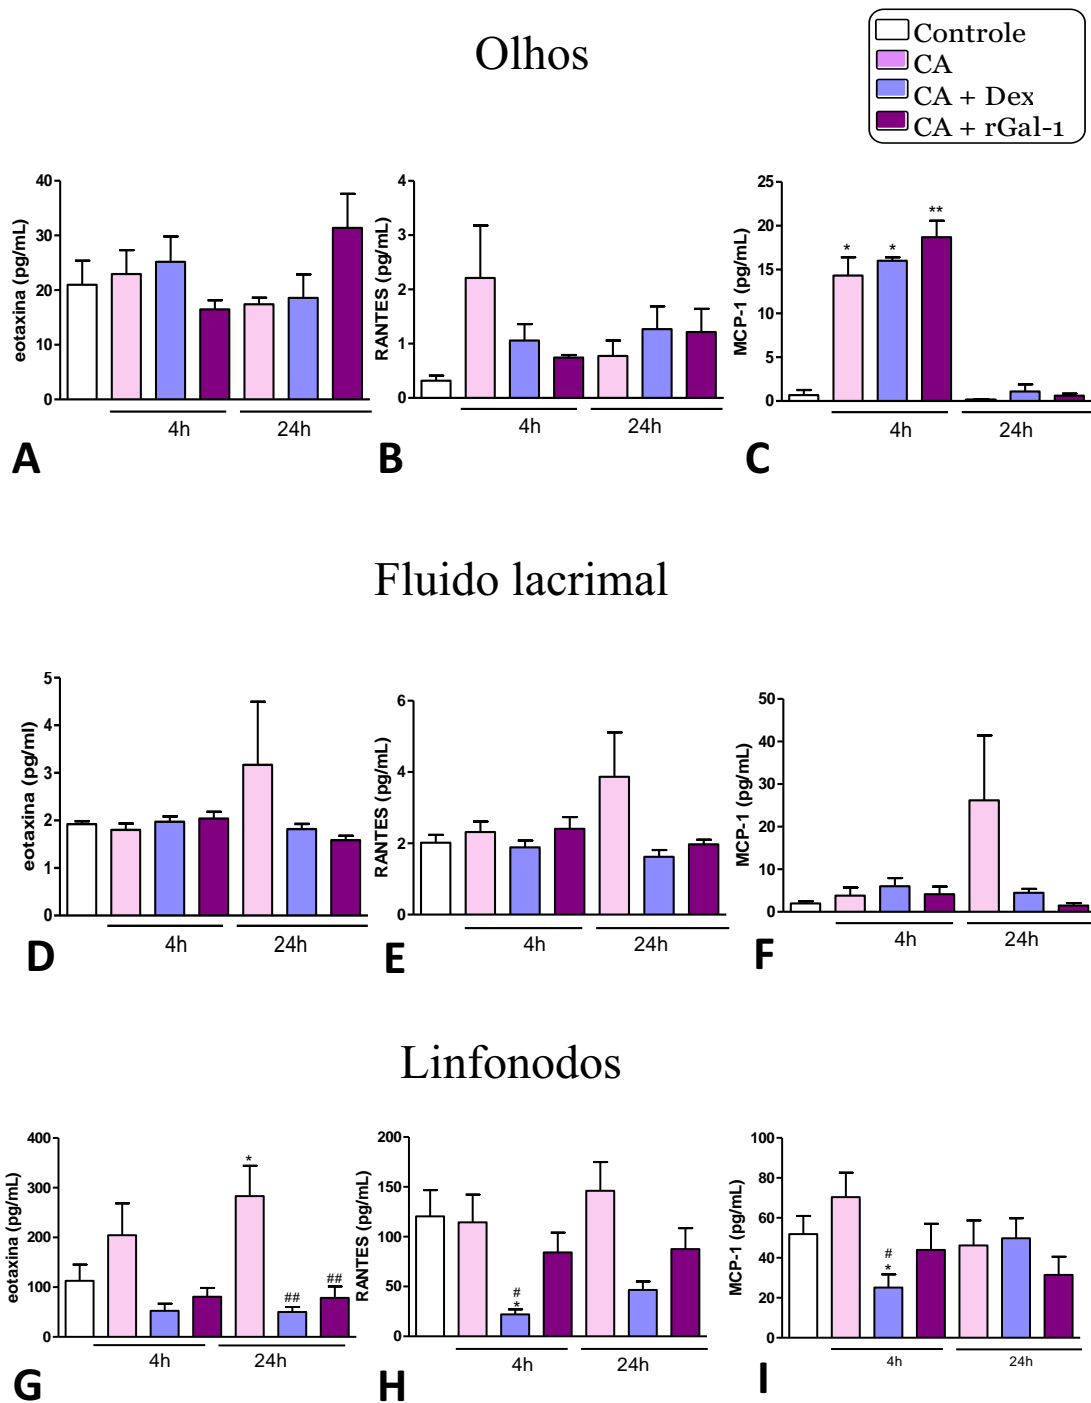 Olhos
Controle
CA
CA + Dex
CA + rGal-1
eotaxina (pg/mL)
40
30
20
10
0
4h
24h
A
RANTES (pg/mL)
4
3
2
1
0
4h
24h
B
MCP-1 (pg/mL)
25
20
15
10
5
0
*
*
**
4h
24h
C
Fluido lacrimal
eotaxina (pg/ml)
5
4
3
2
1
0
4h
24h
D
RANTES (pg/mL)
6
4
2
0
4h
24h
E
MCP-1 (pg/mL)
50
40
30
20
10
0
4h
24h
F
Linfonodos
eotaxina (pg/mL)
400
300
200
100
0
*
##
##
4h
24h
G
RANTES (pg/mL)
200
150
100
50
0
#
*
4h
24h
H
MCP-1 (pg/mL)
100
80
60
40
20
0
#
*
4h
24h
I